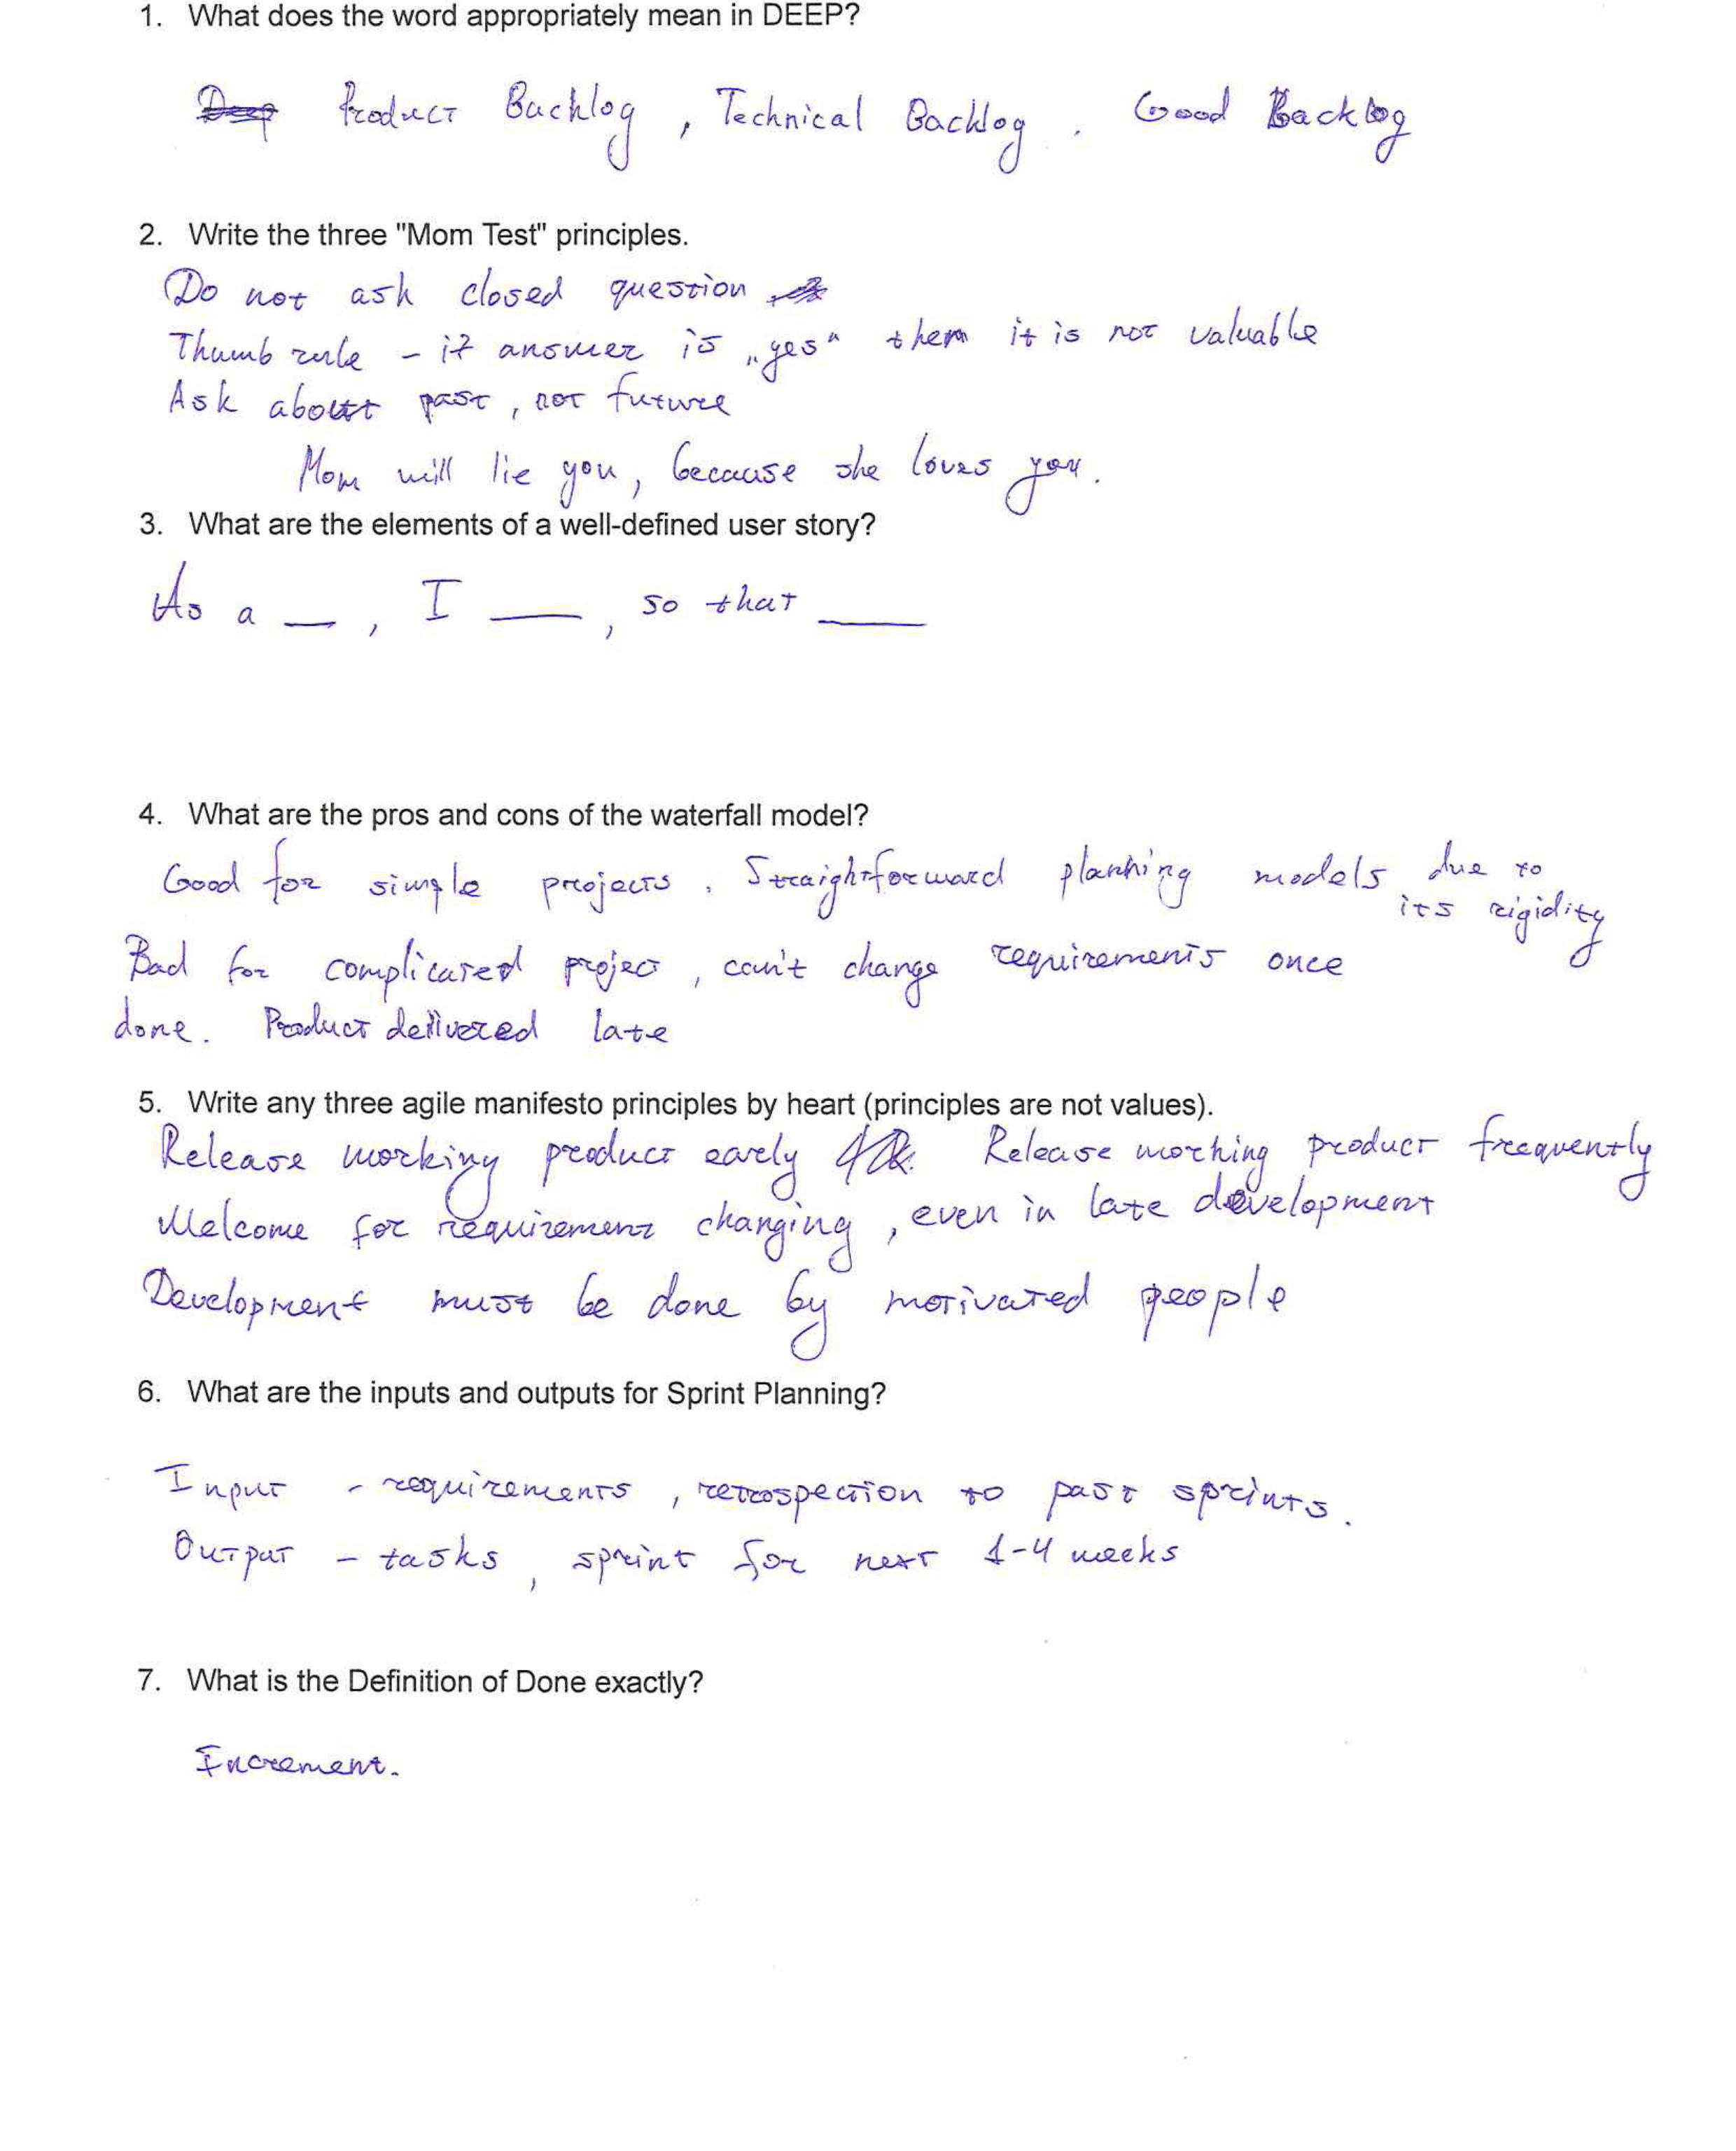 1. What does the word appropriately mean in DEEP?
Product Backlog, Technical Backlog. Good Backlog
2. Write the three "Mom Test" principles.
Do not ask closed question
Thumb rule - if answer is „yes“ them it is not valuable
Ask about past, not future
Mom will lie you, because she loves you.
3. What are the elements of a well-defined user story?
As a __, I ___, so that ___
4. What are the pros and cons of the waterfall model?
Good for simple projects. Straightforward planning models due to
its rigidity
Bad for complicated project, can't change requirements once
done. Product delivered late
5. Write any three agile manifesto principles by heart (principles are not values).
Release working product early Release working product frequently
Welcome for requirement changing, even in late development
Development must be done by motivated people
6. What are the inputs and outputs for Sprint Planning?
Input - requirements, retrospection to past sprints.
Output - tasks, sprint for next 1-4 weeks
7. What is the Definition of Done exactly?
Increment.